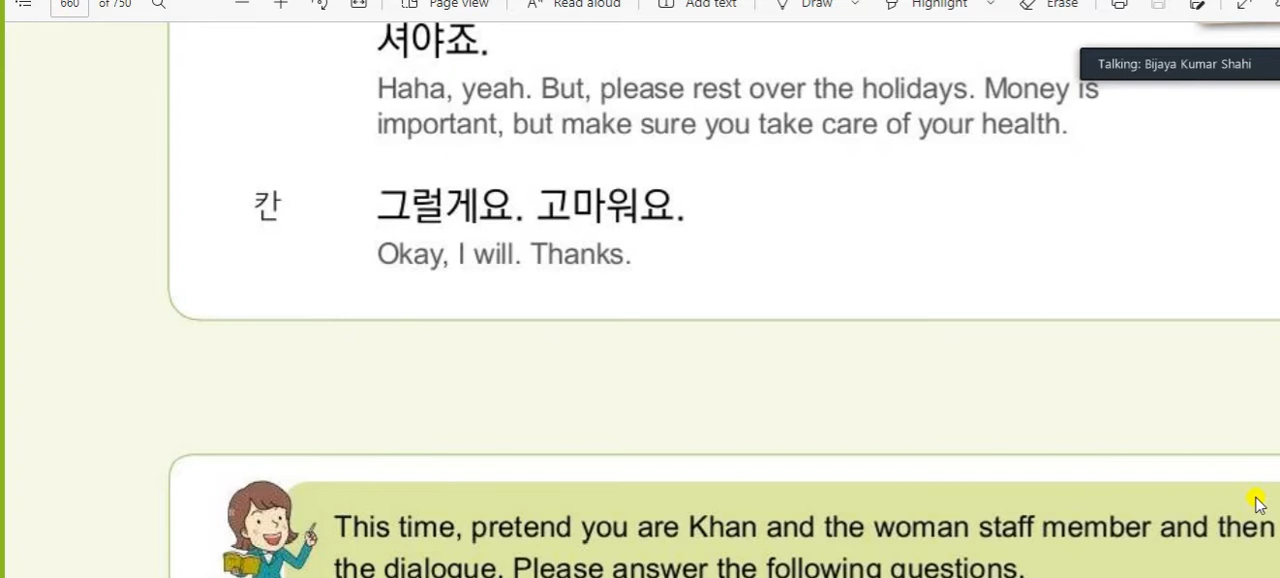 660 of 750 Page view Read aloud Add text Draw Highlight Erase
셔야죠.
Talking: Bijaya Kumar Shahi
Haha, yeah. But, please rest over the holidays. Money is
important, but make sure you take care of your health.
칸 그럴게요. 고마워요.
Okay, I will. Thanks.
This time, pretend you are Khan and the woman staff member and then
the dialogue. Please answer the following questions.